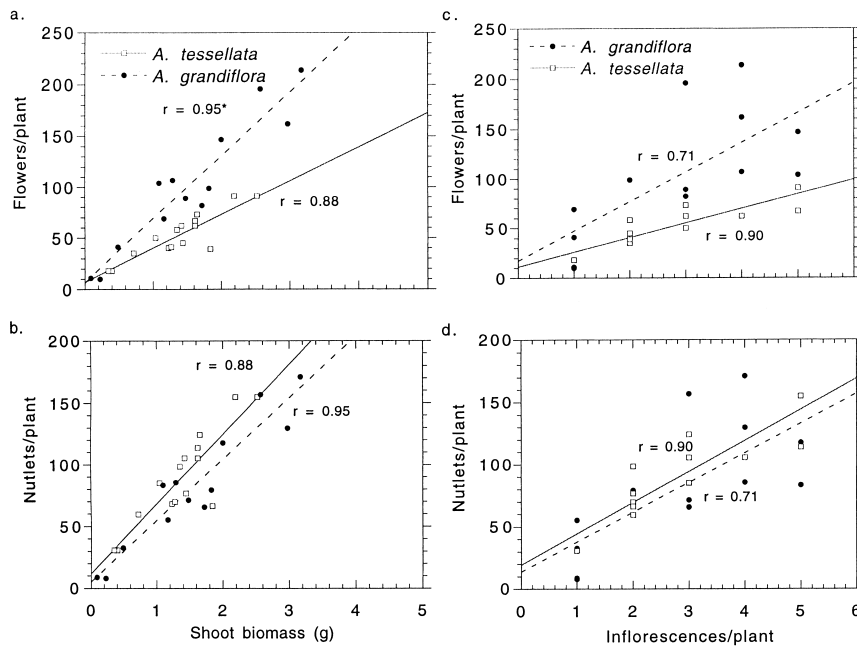 a.
250
200
150
100
50
0
Flowers/plant
A. tessellata
A. grandiflora
r = 0.95*
r = 0.88
c.
250
200
150
100
50
0
Flowers/plant
A. grandiflora
A. tessellata
r = 0.71
r = 0.90
b.
200
150
100
50
0
Nutlets/plant
r = 0.88
r = 0.95
0 1 2 3 4 5
Shoot biomass (g)
d.
200
150
100
50
0
Nutlets/plant
r = 0.90
r = 0.71
0 1 2 3 4 5 6
Inflorescences/plant